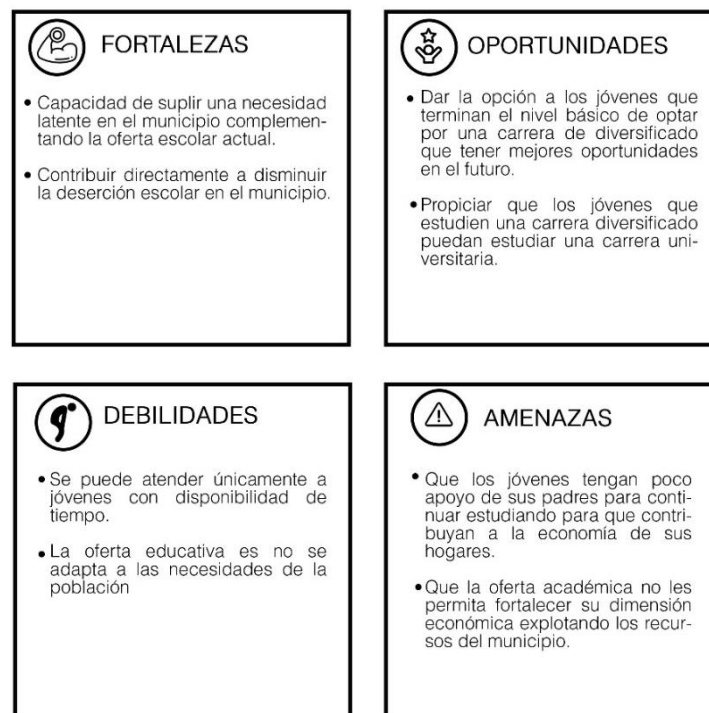 FORTALEZAS
• Capacidad de suplir una necesidad
latente en el municipio complemen-
tando la oferta escolar actual.
• Contribuir directamente a disminuir
la deserción escolar en el municipio.
OPORTUNIDADES
• Dar la opción a los jóvenes que
terminan el nivel básico de optar
por una carrera de diversificado
que tener mejores oportunidades
en el futuro.
• Propiciar que los jóvenes que
estudien una carrera diversificado
puedan estudiar una carrera uni-
versitaria.
DEBILIDADES
• Se puede atender únicamente a
jóvenes con disponibilidad de
tiempo.
• La oferta educativa es no se
adapta a las necesidades de la
población
AMENAZAS
• Que los jóvenes tengan poco
apoyo de sus padres para conti-
nuar estudiando para que contri-
buyan a la economía de sus
hogares.
• Que la oferta académica no les
permita fortalecer su dimensión
económica explotando los recur-
sos del municipio.